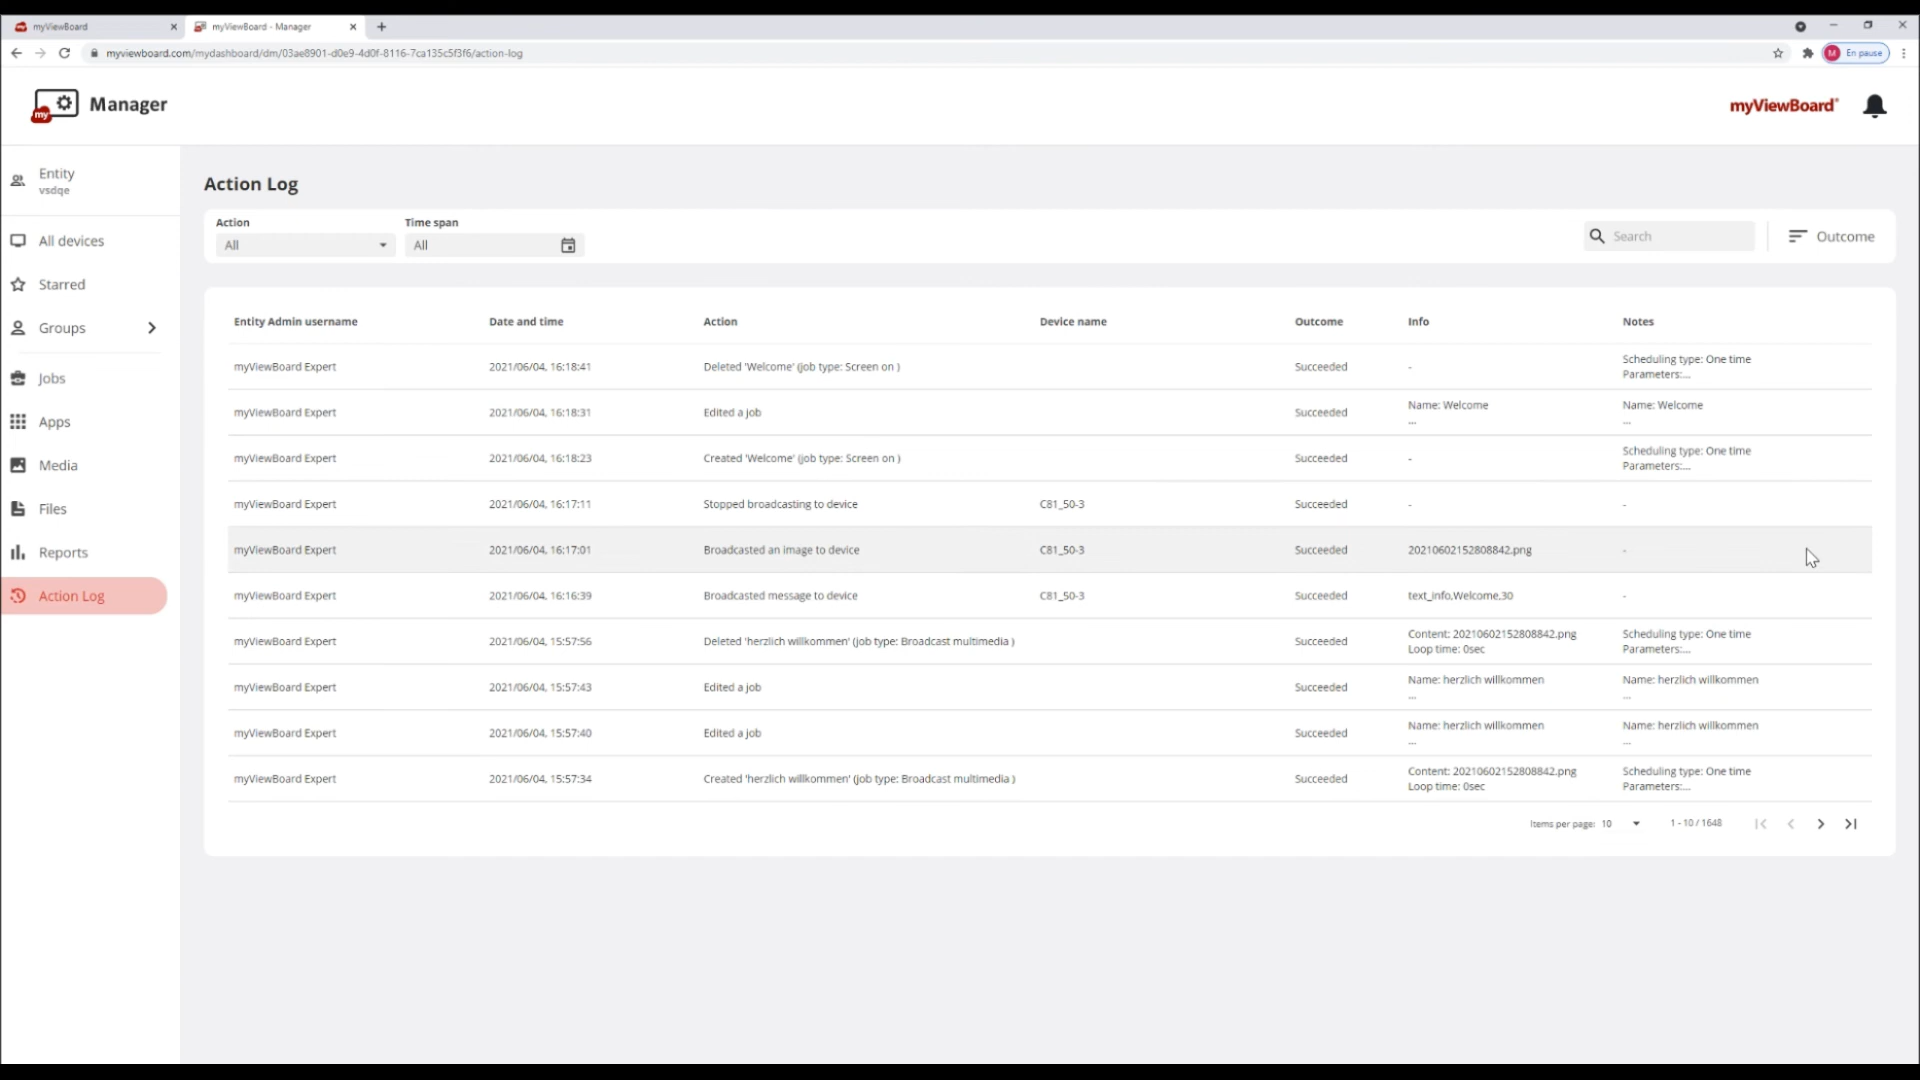 myViewBoard
myViewBoard - Manager
myviewboard.com/mydashboard/dm/03ae8901-d0e9-4d0f-8116-7ca135c5f3f6/action-log
M En pause
my Manager
myViewBoard®
Entity
vsdqe
All devices
Starred
Groups
Jobs
Apps
Media
Files
Reports
Action Log
Action Log
Action Time span
All All
Search Outcome
Entity Admin username Date and time Action Device name Outcome Info Notes
myViewBoard Expert 2021/06/04, 16:18:41 Deleted 'Welcome' (job type: Screen on ) Succeeded - Scheduling type: One time
Parameters:...
myViewBoard Expert 2021/06/04, 16:18:31 Edited a job Succeeded Name: Welcome Name: Welcome
... ...
myViewBoard Expert 2021/06/04, 16:18:23 Created 'Welcome' (job type: Screen on ) Succeeded - Scheduling type: One time
Parameters:...
myViewBoard Expert 2021/06/04, 16:17:11 Stopped broadcasting to device C81_50-3 Succeeded - -
myViewBoard Expert 2021/06/04, 16:17:01 Broadcasted an image to device C81_50-3 Succeeded 20210602152808842.png -
myViewBoard Expert 2021/06/04, 16:16:39 Broadcasted message to device C81_50-3 Succeeded text_info,Welcome,30 -
myViewBoard Expert 2021/06/04, 15:57:56 Deleted 'herzlich willkommen' (job type: Broadcast multimedia ) Succeeded Content: 20210602152808842.png Scheduling type: One time
Loop time: 0sec Parameters:...
myViewBoard Expert 2021/06/04, 15:57:43 Edited a job Succeeded Name: herzlich willkommen Name: herzlich willkommen
... ...
myViewBoard Expert 2021/06/04, 15:57:40 Edited a job Succeeded Name: herzlich willkommen Name: herzlich willkommen
... ...
myViewBoard Expert 2021/06/04, 15:57:34 Created 'herzlich willkommen' (job type: Broadcast multimedia ) Succeeded Content: 20210602152808842.png Scheduling type: One time
Loop time: 0sec Parameters:...
Items per page: 10 1 - 10 / 1648